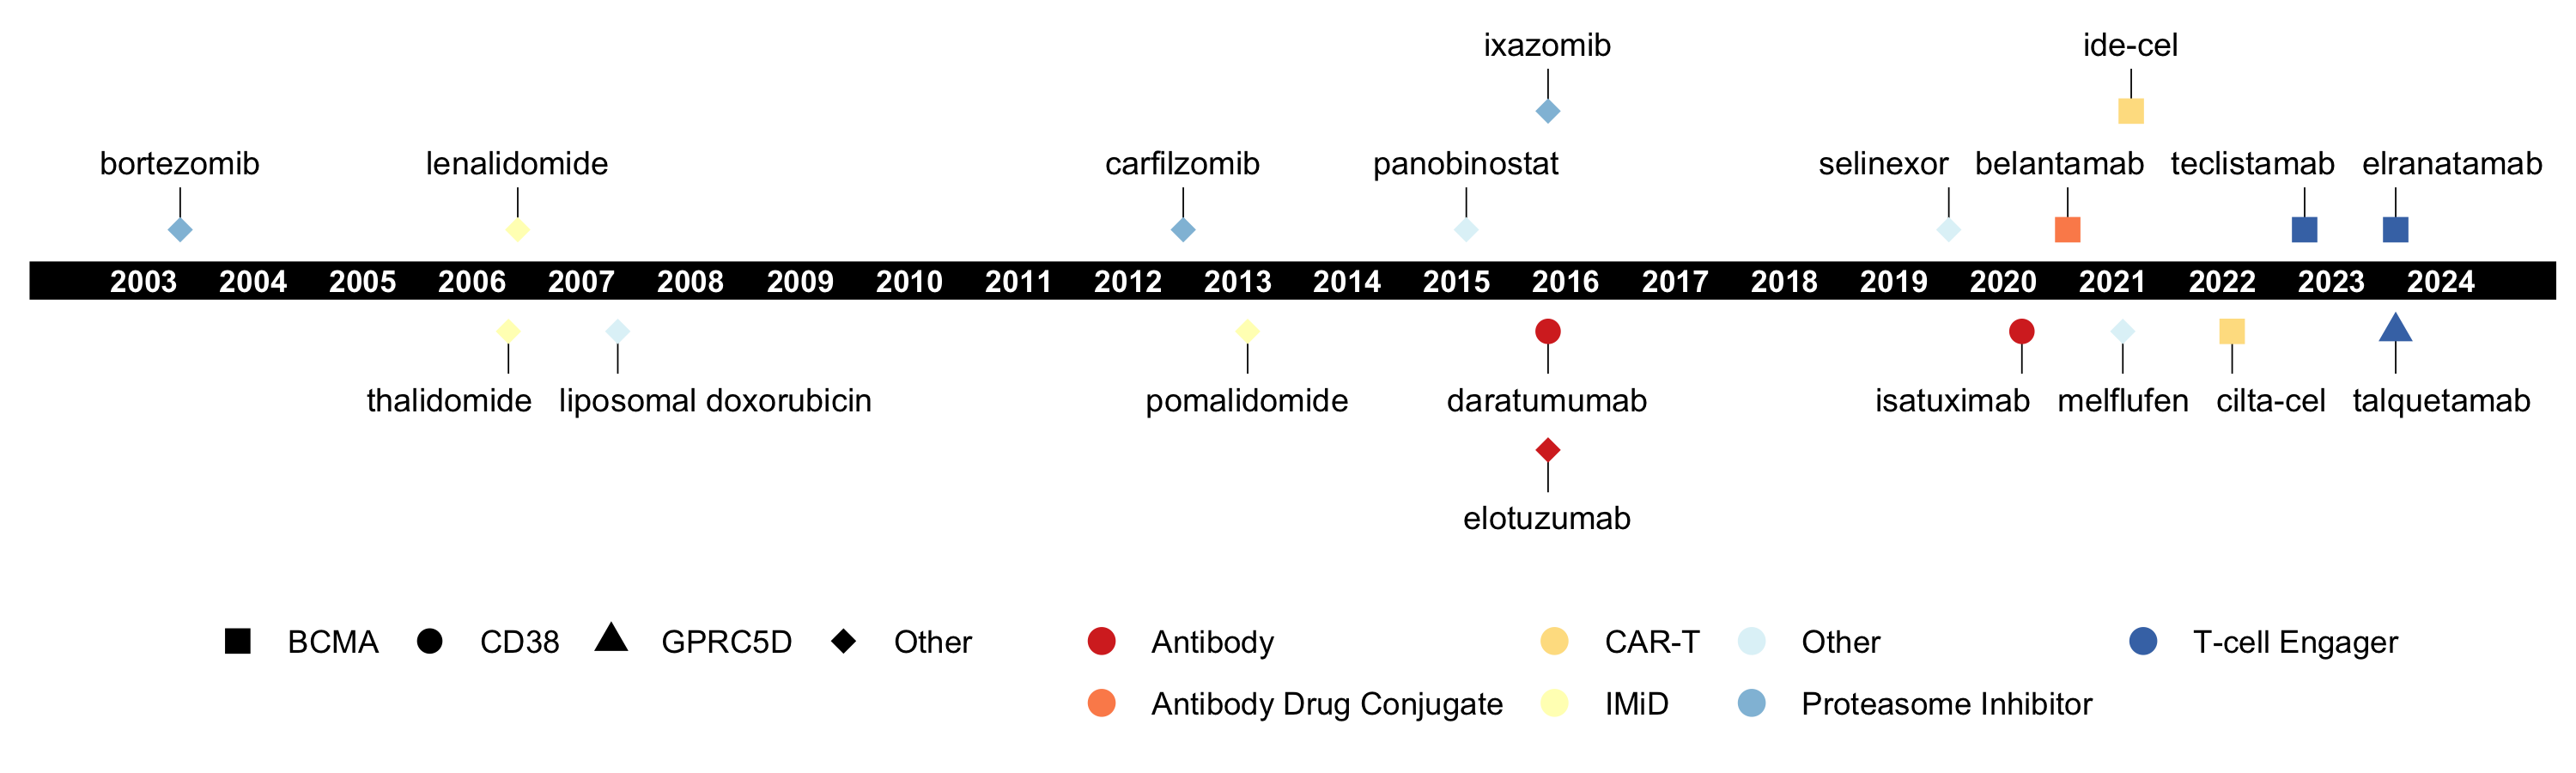 ixazomib ide-cel
bortezomib lenalidomide carfilzomib panobinostat selinexor belantamab teclistamab elranatamab
2003 2004 2005 2006 2007 2008 2009 2010 2011 2012 2013 2014 2015 2016 2017 2018 2019 2020 2021 2022 2023 2024
thalidomide liposomal doxorubicin pomalidomide daratumumab isatuximab melflufen cilta-cel talquetamab
elotuzumab
BCMA CD38 GPRC5D Other Antibody CAR-T Other T-cell Engager
Antibody Drug Conjugate IMiD Proteasome Inhibitor